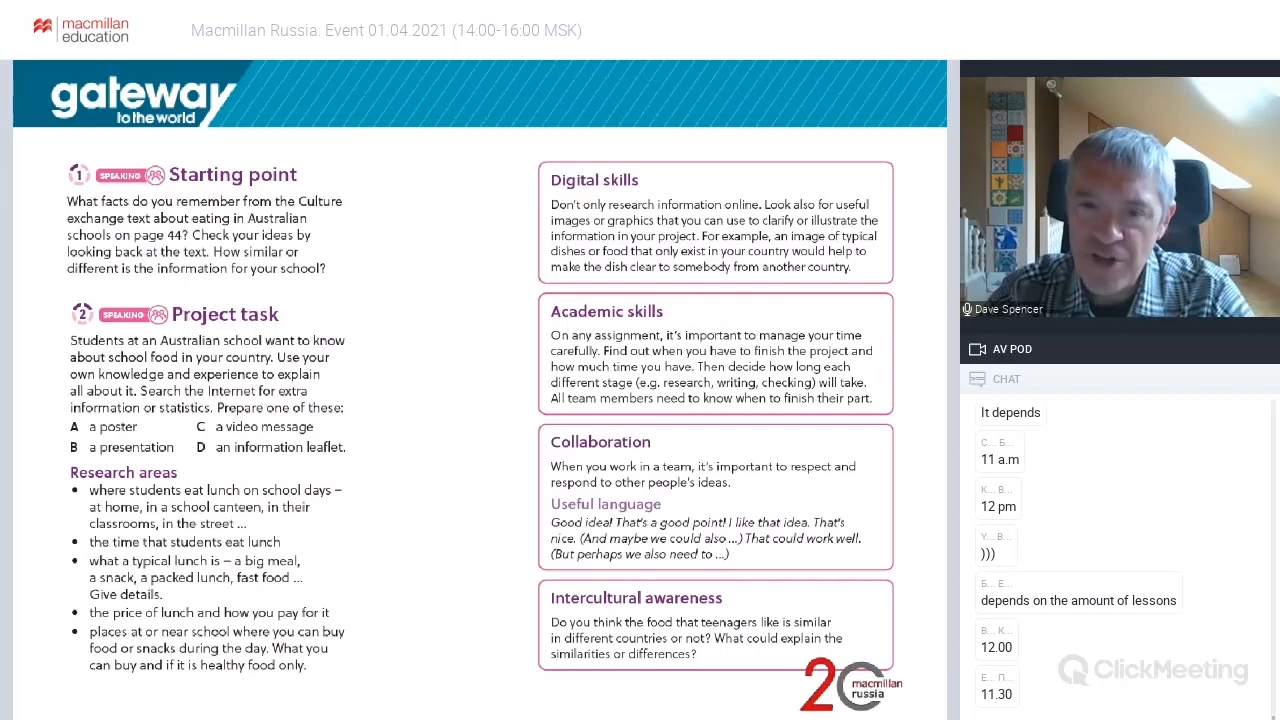 macmillan
education
Macmillan Russia: Event 01.04.2021 (14:00-16:00 MSK)
gateway
to the world
1 SPEAKING Starting point
What facts do you remember from the Culture
exchange text about eating in Australian
schools on page 44? Check your ideas by
looking back at the text. How similar or
different is the information for your school?
2 SPEAKING Project task
Students at an Australian school want to know
about school food in your country. Use your
own knowledge and experience to explain
all about it. Search the Internet for extra
information or statistics. Prepare one of these:
A a poster C a video message
B a presentation D an information leaflet.
Research areas
• where students eat lunch on school days –
at home, in a school canteen, in their
classrooms, in the street ...
• the time that students eat lunch
• what a typical lunch is – a big meal,
a snack, a packed lunch, fast food ...
Give details.
• the price of lunch and how you pay for it
• places at or near school where you can buy
food or snacks during the day. What you
can buy and if it is healthy food only.
Digital skills
Don't only research information online. Look also for useful
images or graphics that you can use to clarify or illustrate the
information in your project. For example, an image of typical
dishes or food that only exist in your country would help to
make the dish clear to somebody from another country.
Academic skills
On any assignment, it's important to manage your time
carefully. Find out when you have to finish the project and
how much time you have. Then decide how long each
different stage (e.g. research, writing, checking) will take.
All team members need to know when to finish their part.
Collaboration
When you work in a team, it's important to respect and
respond to other people's ideas.
Useful language
Good idea! That's a good point! I like that idea. That's
nice. (And maybe we could also ...) That could work well.
(But perhaps we also need to ...)
Intercultural awareness
Do you think the food that teenagers like is similar
in different countries or not? What could explain the
similarities or differences?
20 macmillan
russia
Dave Spencer
AV POD
CHAT
It depends
С... Б...
11 a.m
К... В...
12 pm
Y... B...
)))
Б... Е...
depends on the amount of lessons
В... К...
12.00
Е... П...
11.30
ClickMeeting